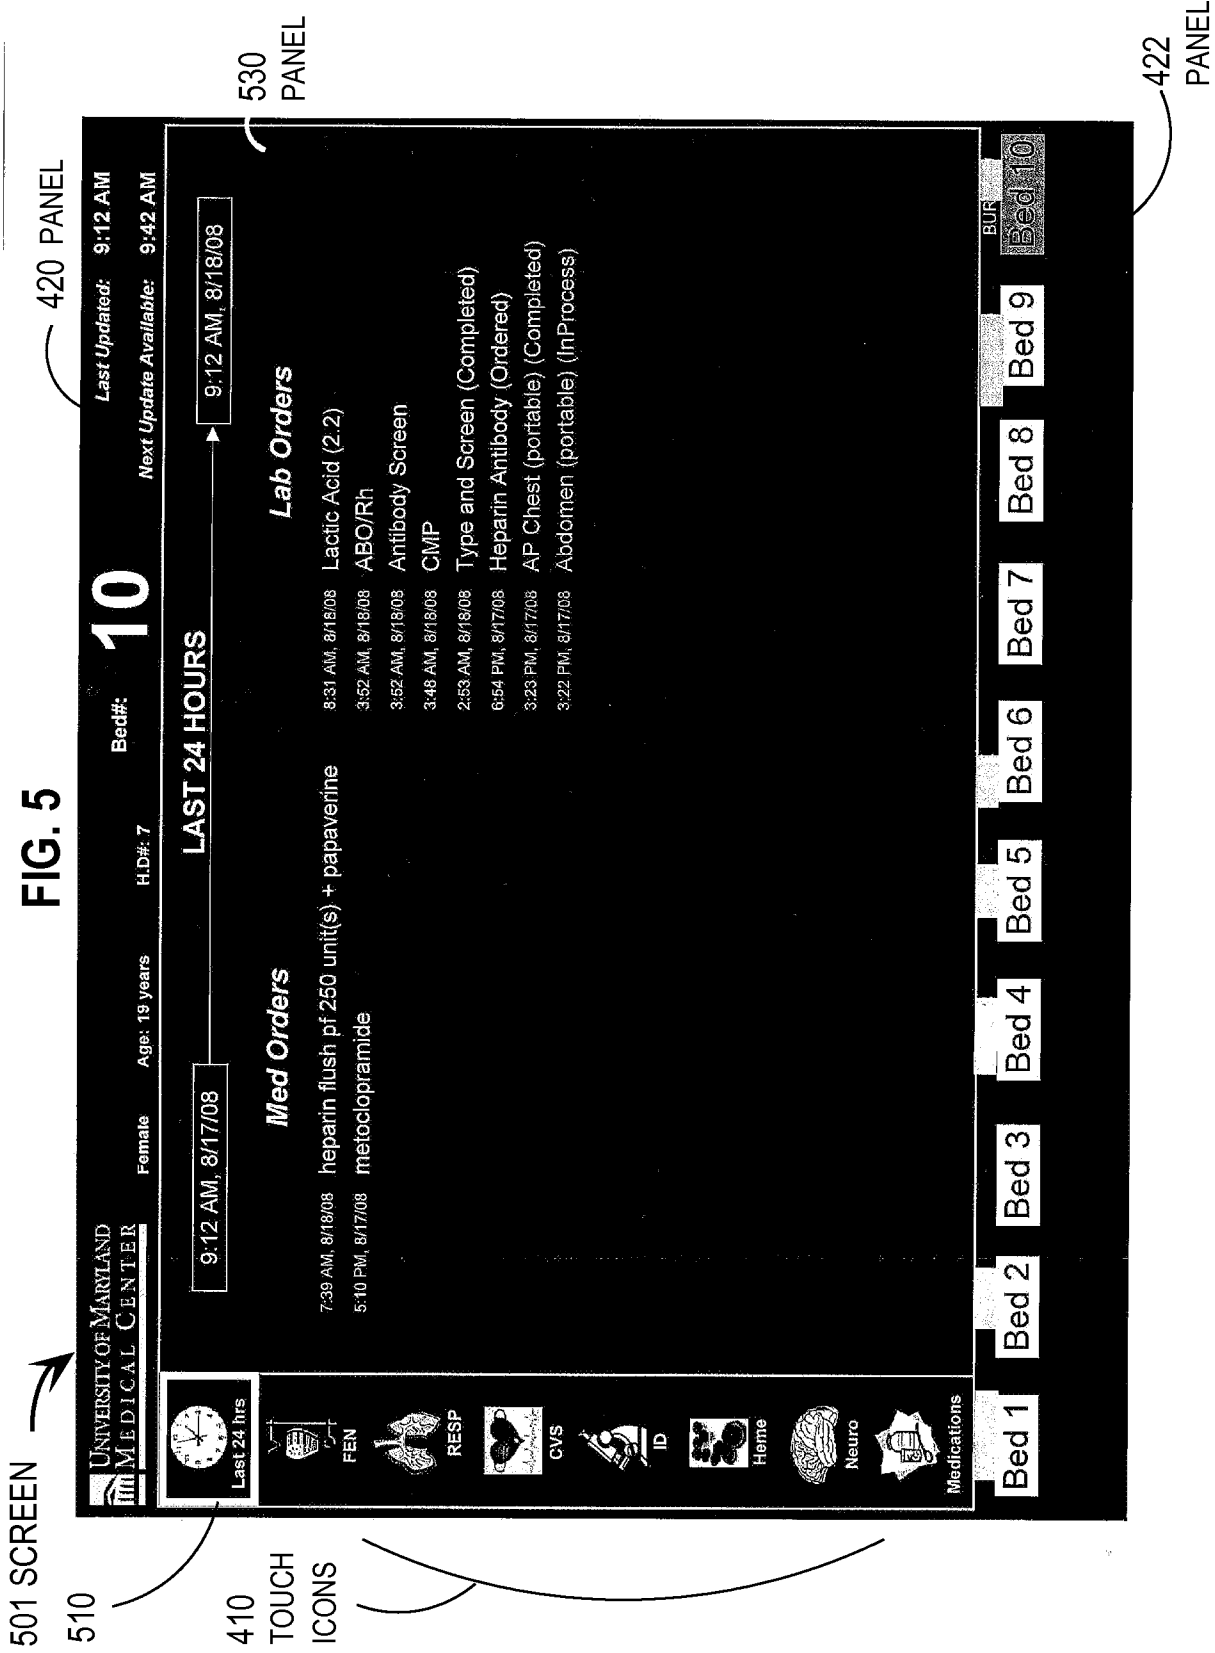 FIG. 5
501 SCREEN
510
410
TOUCH
ICONS
420 PANEL
530
PANEL
422
PANEL
UNIVERSITY OF MARYLAND
MEDICAL CENTER
Female
Age: 19 years
H.D#: 7
Bed#:
10
Last Updated: 9:12 AM
Next Update Available: 9:42 AM
LAST 24 HOURS
9:12 AM, 8/17/08
9:12 AM, 8/18/08
Med Orders
7:39 AM, 8/18/08 heparin flush pf 250 unit(s) + papaverine
5:10 PM, 8/17/08 metoclopramide
Lab Orders
8:31 AM, 8/18/08 Lactic Acid (2.2)
3:52 AM, 8/18/08 ABO/Rh
3:52 AM, 8/18/08 Antibody Screen
3:48 AM, 8/18/08 CMP
2:53 AM, 8/18/08 Type and Screen (Completed)
6:54 PM, 8/17/08 Heparin Antibody (Ordered)
3:23 PM, 8/17/08 AP Chest (portable) (Completed)
3:22 PM, 8/17/08 Abdomen (portable) (InProcess)
Last 24 hrs
FEN
RESP
CVS
ID
Heme
Neuro
Medications
BUR
Bed 1
Bed 2
Bed 3
Bed 4
Bed 5
Bed 6
Bed 7
Bed 8
Bed 9
Bed 10